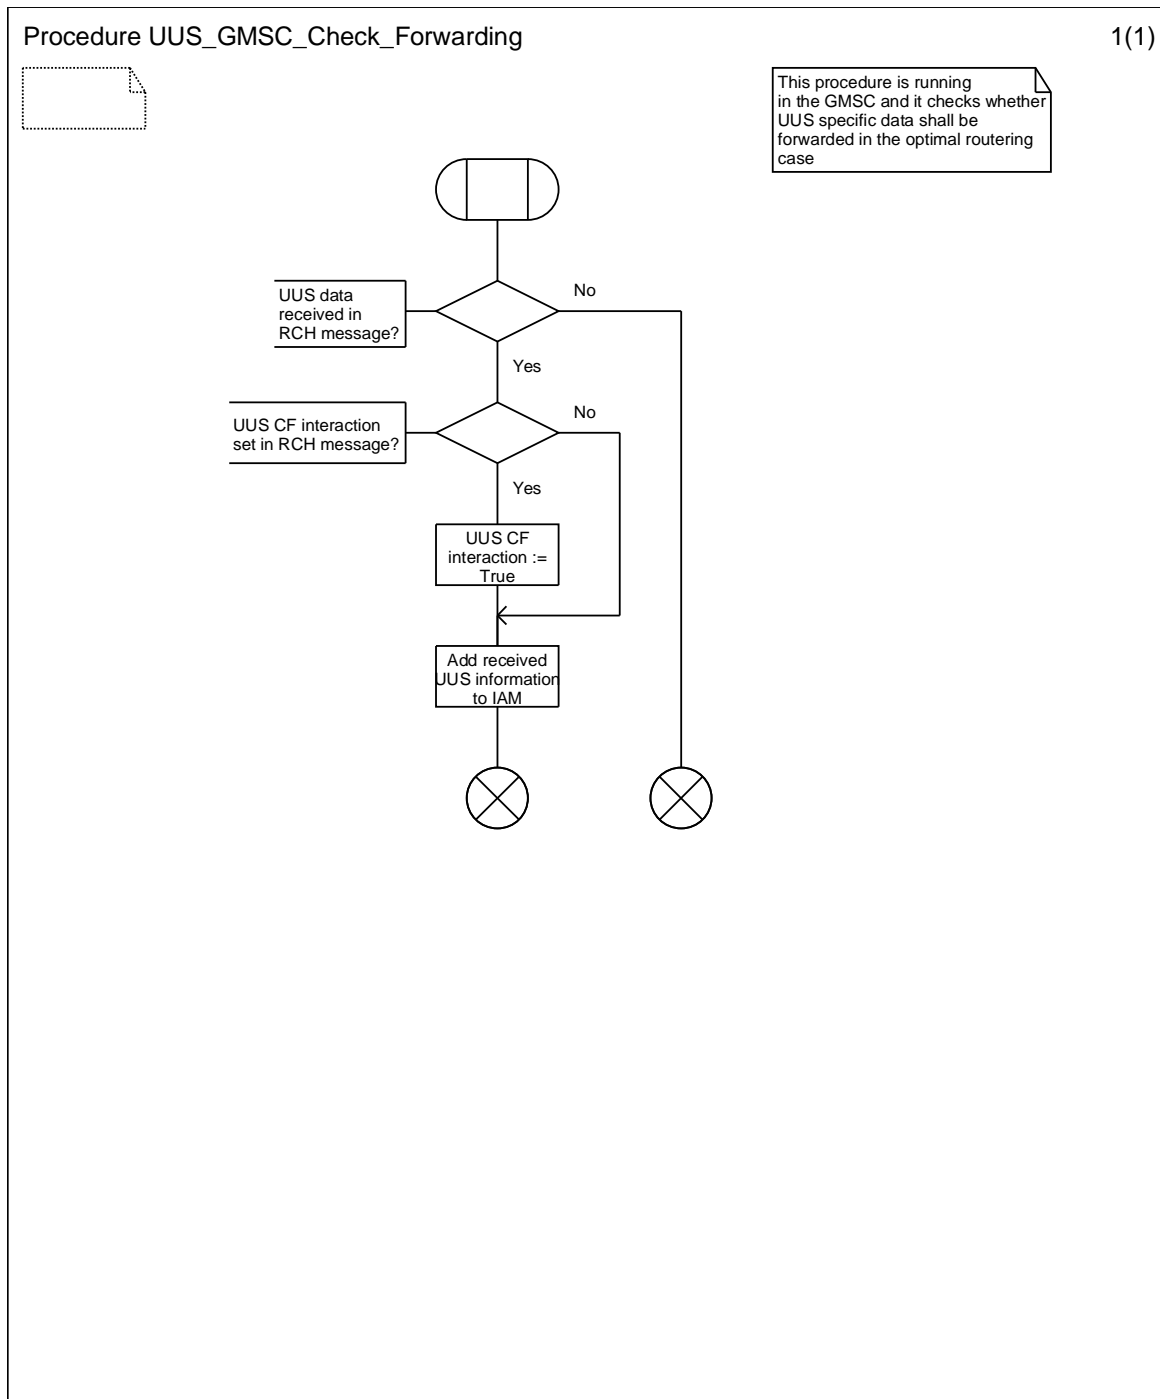 Procedure UUS_GMSC_Check_Forwarding
1(1)
This procedure is running
in the GMSC and it checks whether
UUS specific data shall be
forwarded in the optimal routering
case
UUS data
received in
RCH message?
No
Yes
UUS CF interaction
set in RCH message?
No
Yes
UUS CF
interaction :=
True
Add received
UUS information
to IAM